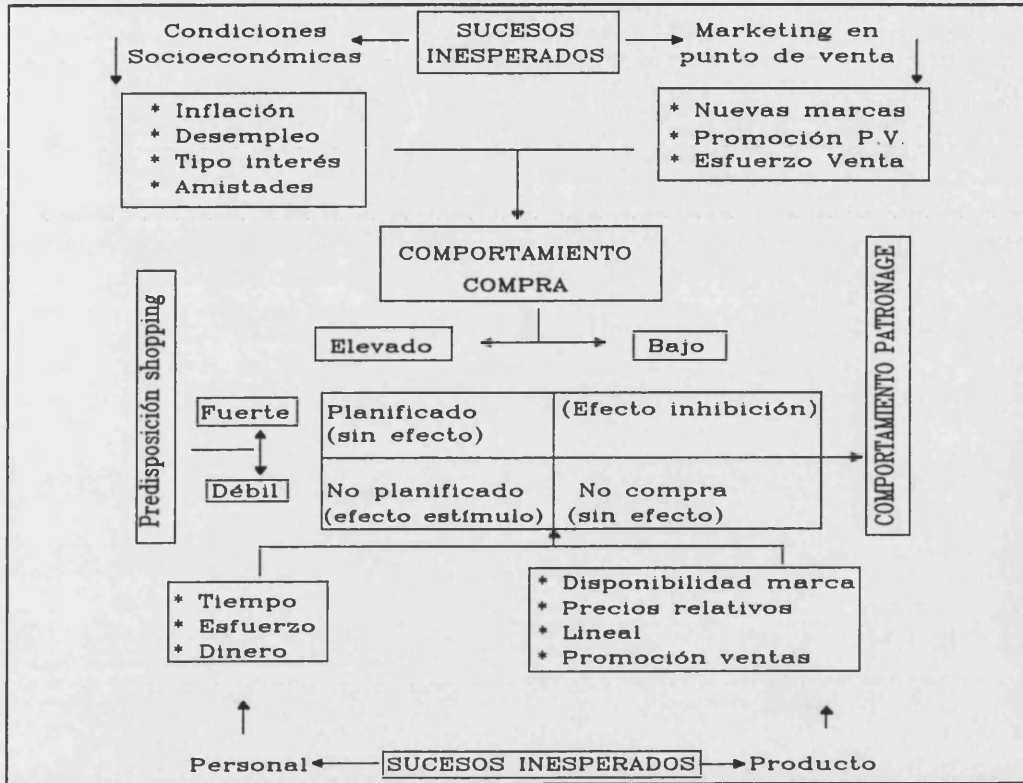 Condiciones
Socioeconómicas
SUCESOS
INESPERADOS
Marketing en
punto de venta
* Inflación
* Desempleo
* Tipo interés
* Amistades
* Nuevas marcas
* Promoción P.V.
* Esfuerzo Venta
COMPORTAMIENTO
COMPRA
Elevado
Bajo
Predisposición shopping
Fuerte
Débil
Planificado
(sin efecto)
(Efecto inhibición)
No planificado
(efecto estímulo)
No compra
(sin efecto)
COMPORTAMIENTO PATRONAGE
* Tiempo
* Esfuerzo
* Dinero
* Disponibilidad marca
* Precios relativos
* Lineal
* Promoción ventas
Personal
SUCESOS INESPERADOS
Producto